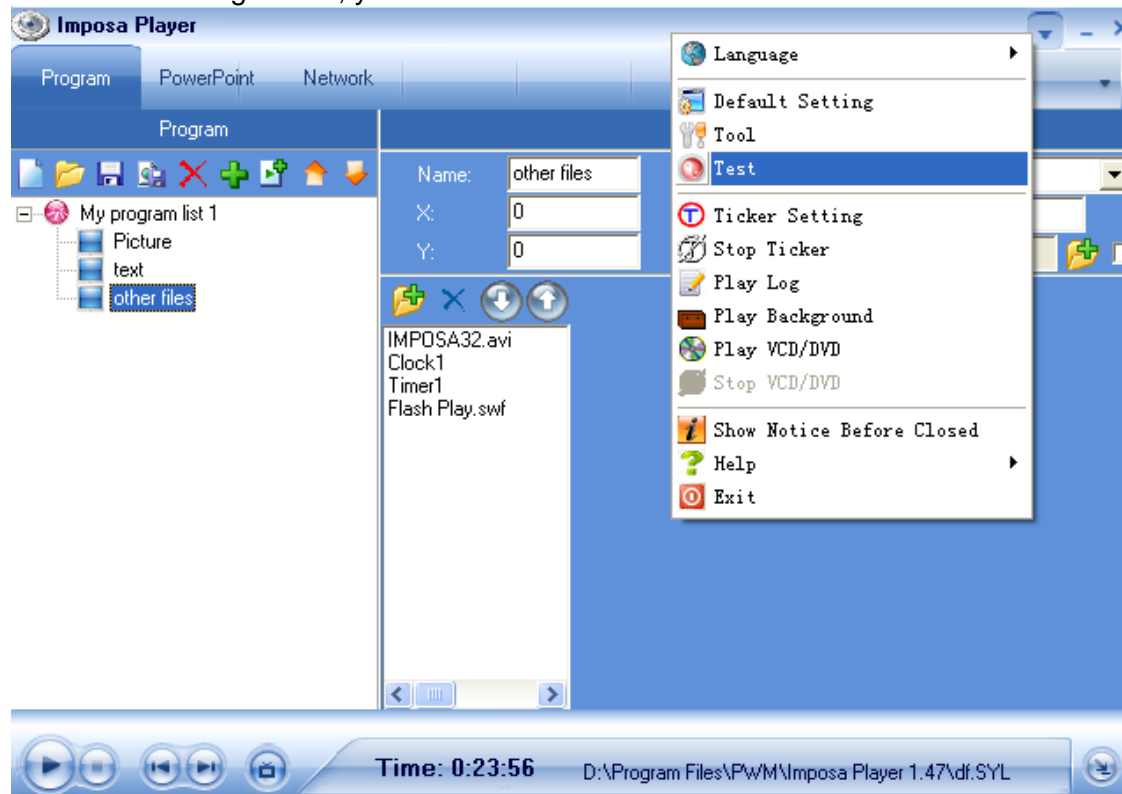 Imposa Player
Program PowerPoint Network
Program
Name: other files
X: 0
Y: 0
My program list 1
Picture
text
other files
IMPOSA32.avi
Clock1
Timer1
Flash Play.swf
Language
Default Setting
Tool
Test
Ticker Setting
Stop Ticker
Play Log
Play Background
Play VCD/DVD
Stop VCD/DVD
Show Notice Before Closed
Help
Exit
Time: 0:23:56 D:\Program Files\PWM\Imposa Player 1.47\df.SYL